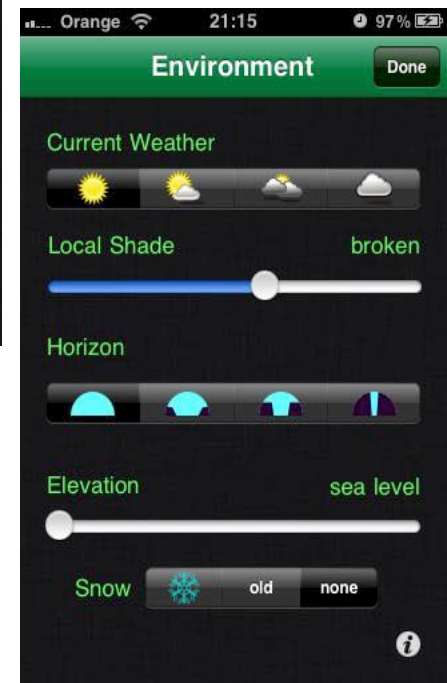 Orange 21:15 97%
Environment Done
Current Weather
Local Shade broken
Horizon
Elevation sea level
Snow old none
i